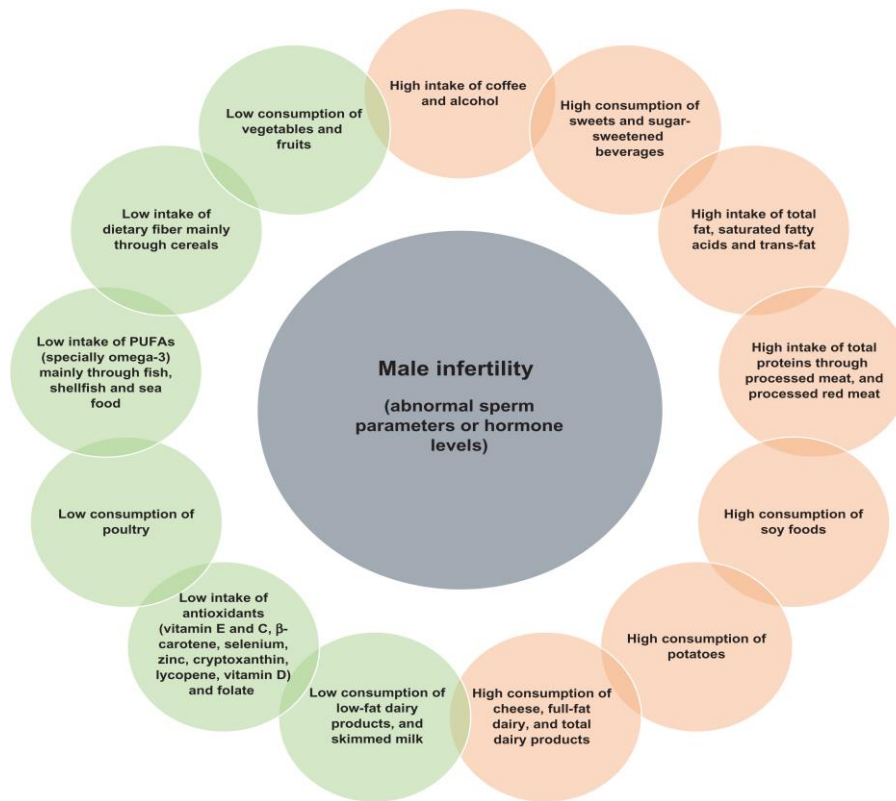 High intake of coffee
and alcohol
High consumption of
sweets and sugar-
sweetened
beverages
High intake of total
fat, saturated fatty
acids and trans-fat
High intake of total
proteins through
processed meat, and
processed red meat
High consumption of
soy foods
High consumption of
potatoes
High consumption of
cheese, full-fat
dairy, and total
dairy products
Low consumption of
low-fat dairy
products, and
skimmed milk
Low intake of
antioxidants
(vitamin E and C, β-
carotene, selenium,
zinc, cryptoxanthin,
lycopene, vitamin D)
and folate
Low consumption of
poultry
Low intake of PUFAs
(specially omega-3)
mainly through fish,
shellfish and sea
food
Low intake of
dietary fiber mainly
through cereals
Low consumption of
vegetables and
fruits
Male infertility
(abnormal sperm
parameters or hormone
levels)